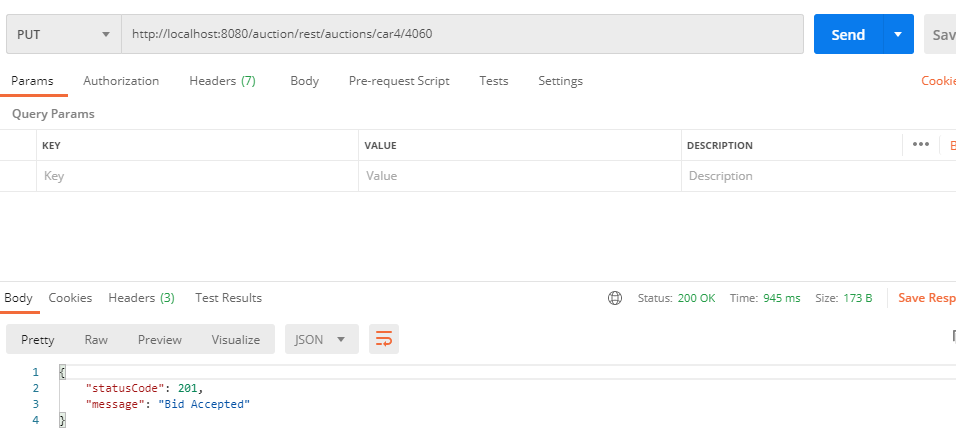 PUT http://localhost:8080/auction/rest/auctions/car4/4060 Send Sav
Params Authorization Headers (7) Body Pre-request Script Tests Settings Cookie
Query Params
KEY VALUE DESCRIPTION ••• B
Key Value Description
Body Cookies Headers (3) Test Results Status: 200 OK Time: 945 ms Size: 173 B Save Resp
Pretty Raw Preview Visualize JSON
1 {
2 "statusCode": 201,
3 "message": "Bid Accepted"
4 }